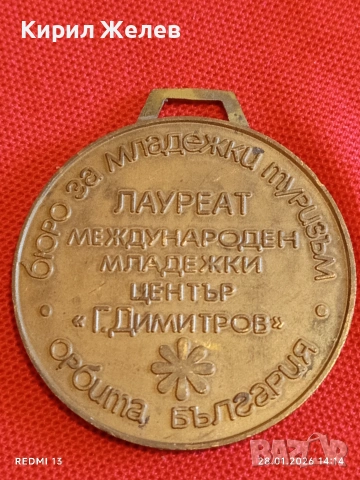 Кирил Желев
бюро за младежки туризъм
ЛАУРЕАТ
МЕЖДУНАРОДЕН
МЛАДЕЖКИ
ЦЕНТЪР
«Г.ДИМИТРОВ»
орбита България
REDMI 13
28.01.2026 14:14
bazar